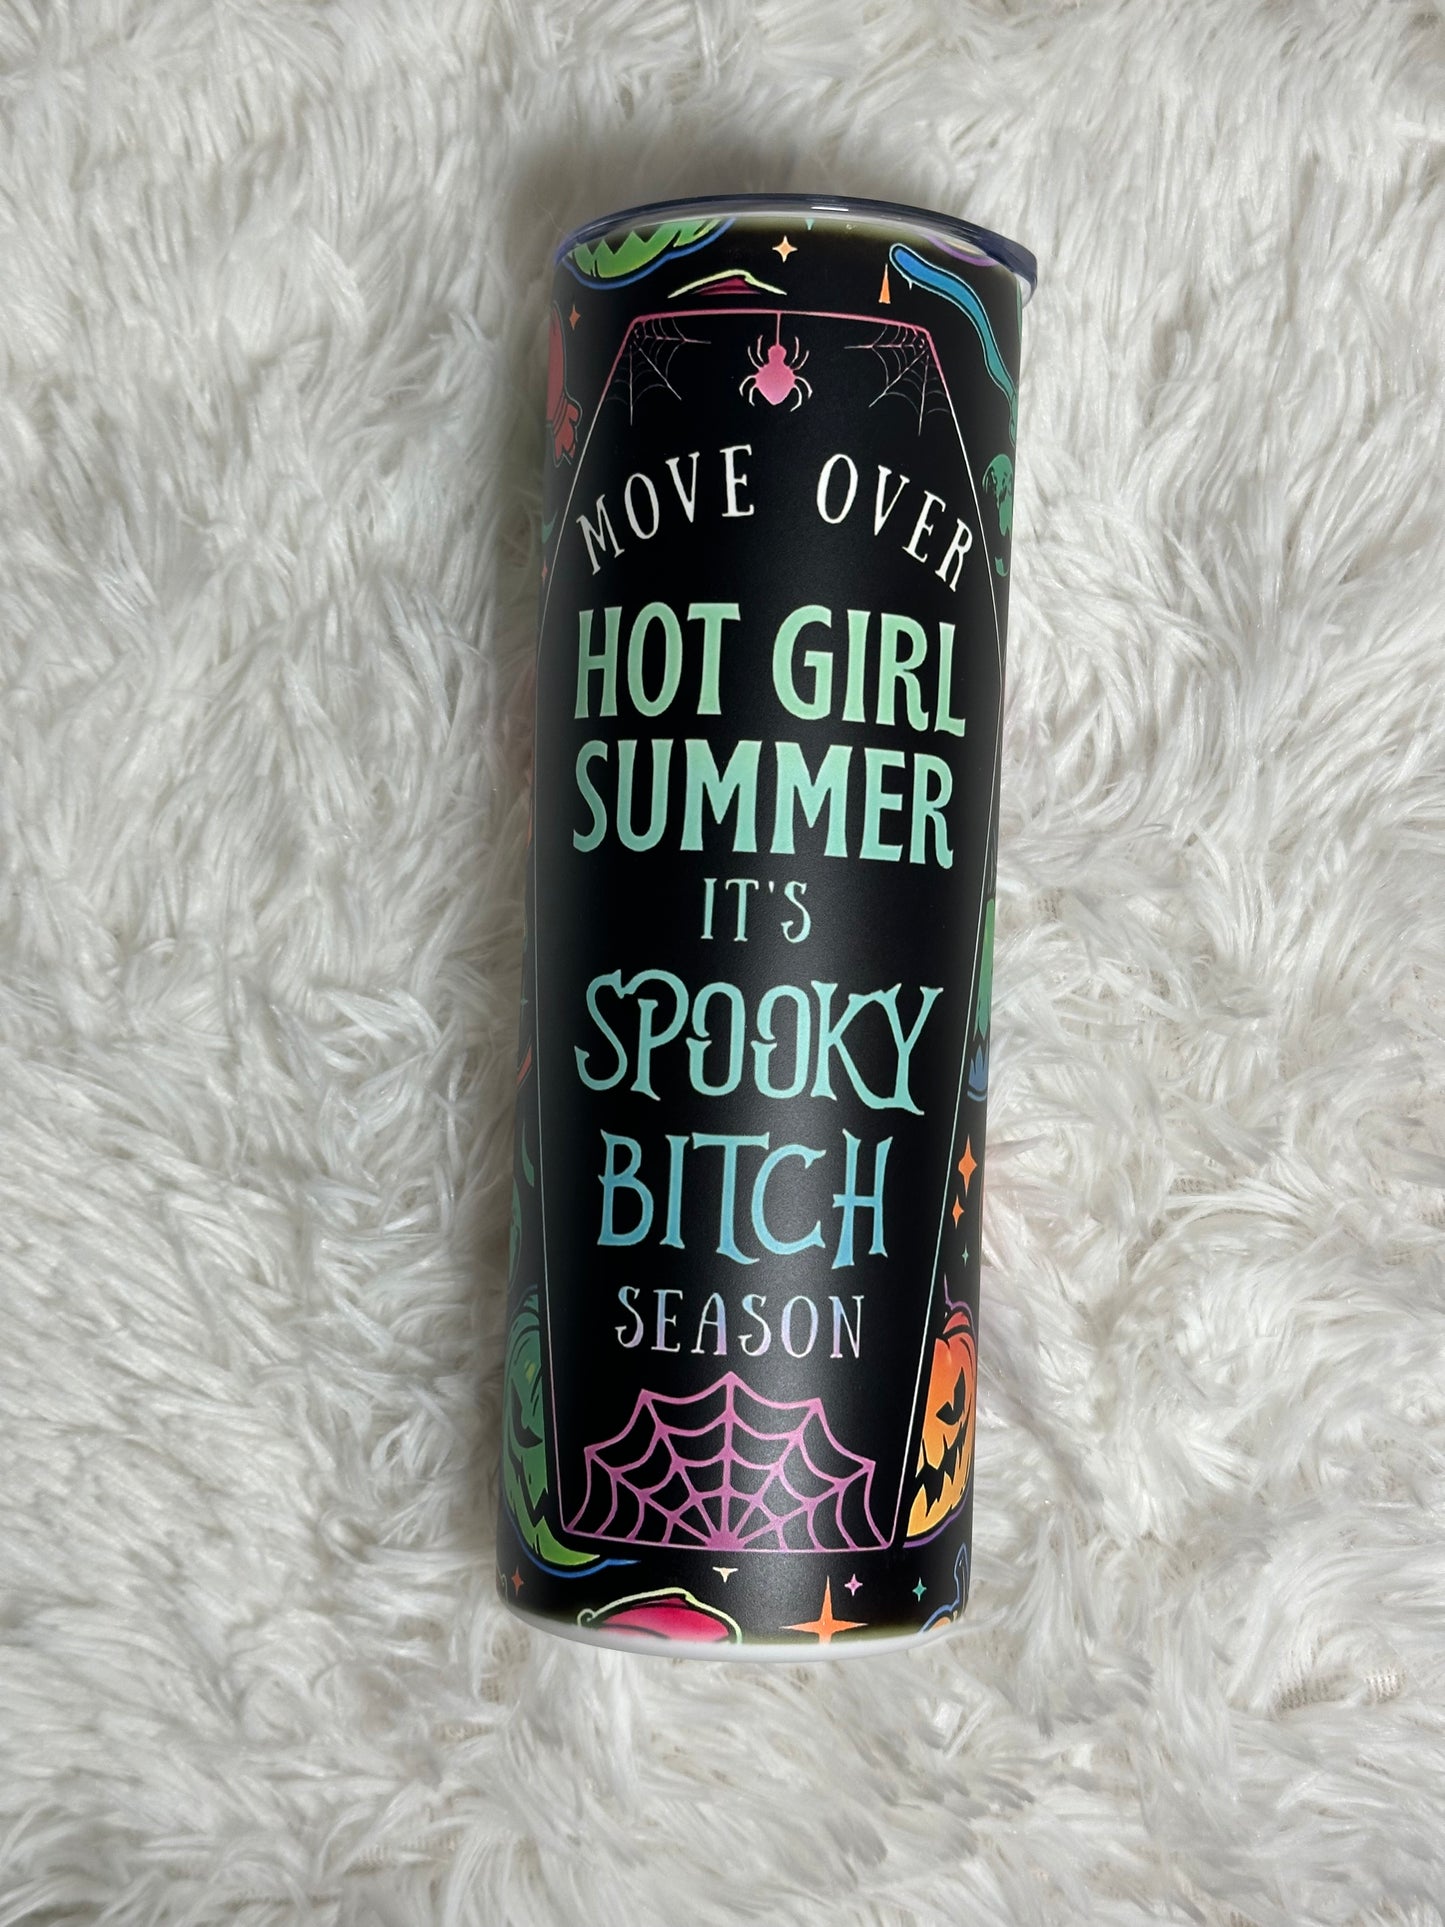 MOVE OVER
HOT GIRL
SUMMER
IT'S
SPOOKY
BITCH
SEASON